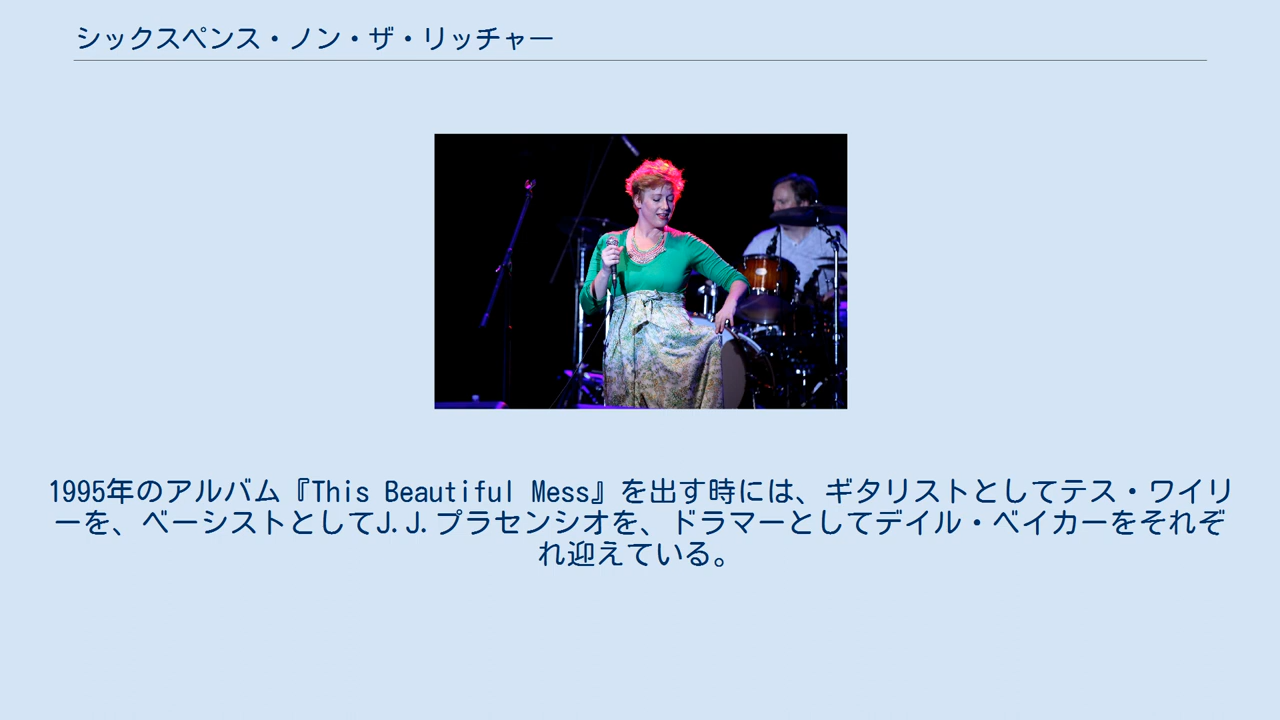 シックスペンス・ノン・ザ・リッチャー
1995年のアルバム『This Beautiful Mess』を出す時には、ギタリストとしてテス・ワイリ
ーを、ベーシストとしてJ.J.プラセンシオを、ドラマーとしてデイル・ベイカーをそれぞ
れ迎えている。